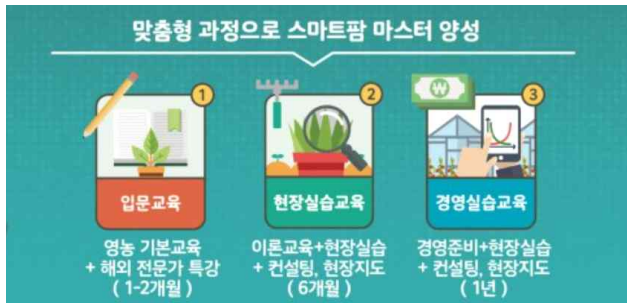 맞춤형 과정으로 스마트팜 마스터 양성
1
입문교육
영농 기본교육
+ 해외 전문가 특강
( 1-2개월 )
2
현장실습교육
이론교육+현장실습
+ 컨설팅, 현장지도
( 6개월 )
₩
3
경영실습교육
경영준비+현장실습
+ 컨설팅, 현장지도
( 1년 )